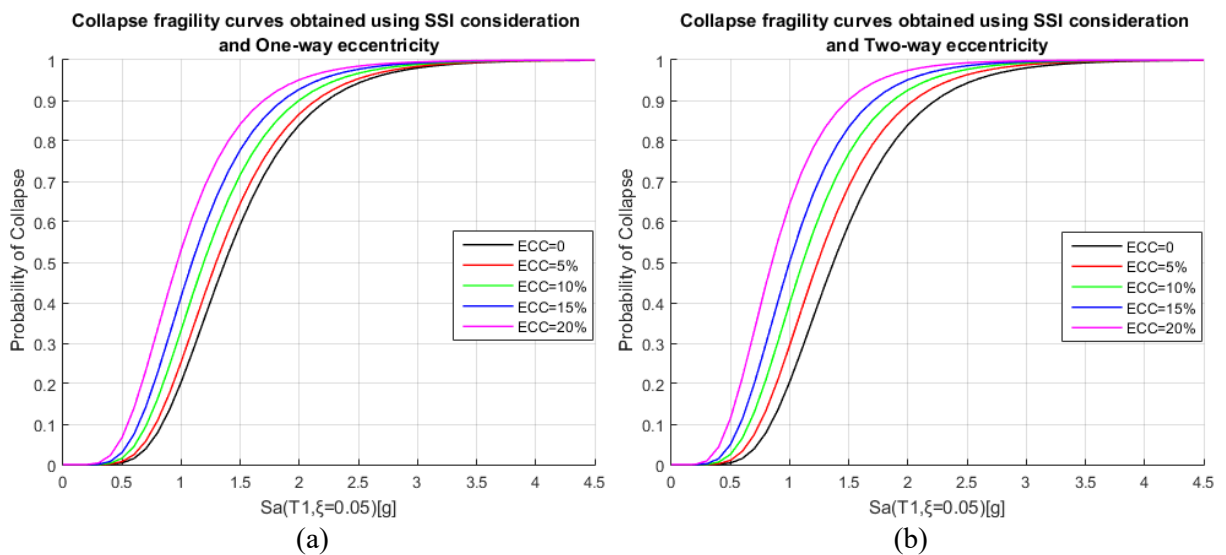 Collapse fragility curves obtained using SSI consideration
and One-way eccentricity
1
0.9
0.8
0.7
0.6
0.5
0.4
0.3
0.2
0.1
0
Probability of Collapse
ECC=0
ECC=5%
ECC=10%
ECC=15%
ECC=20%
0 0.5 1 1.5 2 2.5 3 3.5 4 4.5
Sa(T1,ξ=0.05)[g]
(a)
Collapse fragility curves obtained using SSI consideration
and Two-way eccentricity
1
0.9
0.8
0.7
0.6
0.5
0.4
0.3
0.2
0.1
0
Probability of Collapse
ECC=0
ECC=5%
ECC=10%
ECC=15%
ECC=20%
0 0.5 1 1.5 2 2.5 3 3.5 4 4.5
Sa(T1,ξ=0.05)[g]
(b)